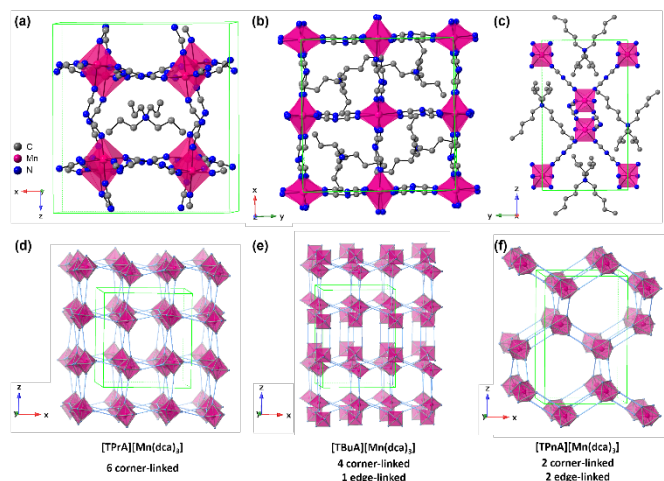 (a)
(b)
(c)
C
Mn
N
x
z
x
z
y
z
y
x
(d)
(e)
(f)
z
y
x
z
y
x
z
y
x
[TPrA][Mn(dca)₃]
6 corner-linked
[TBuA][Mn(dca)₃]
4 corner-linked
1 edge-linked
[TPnA][Mn(dca)₃]
2 corner-linked
2 edge-linked